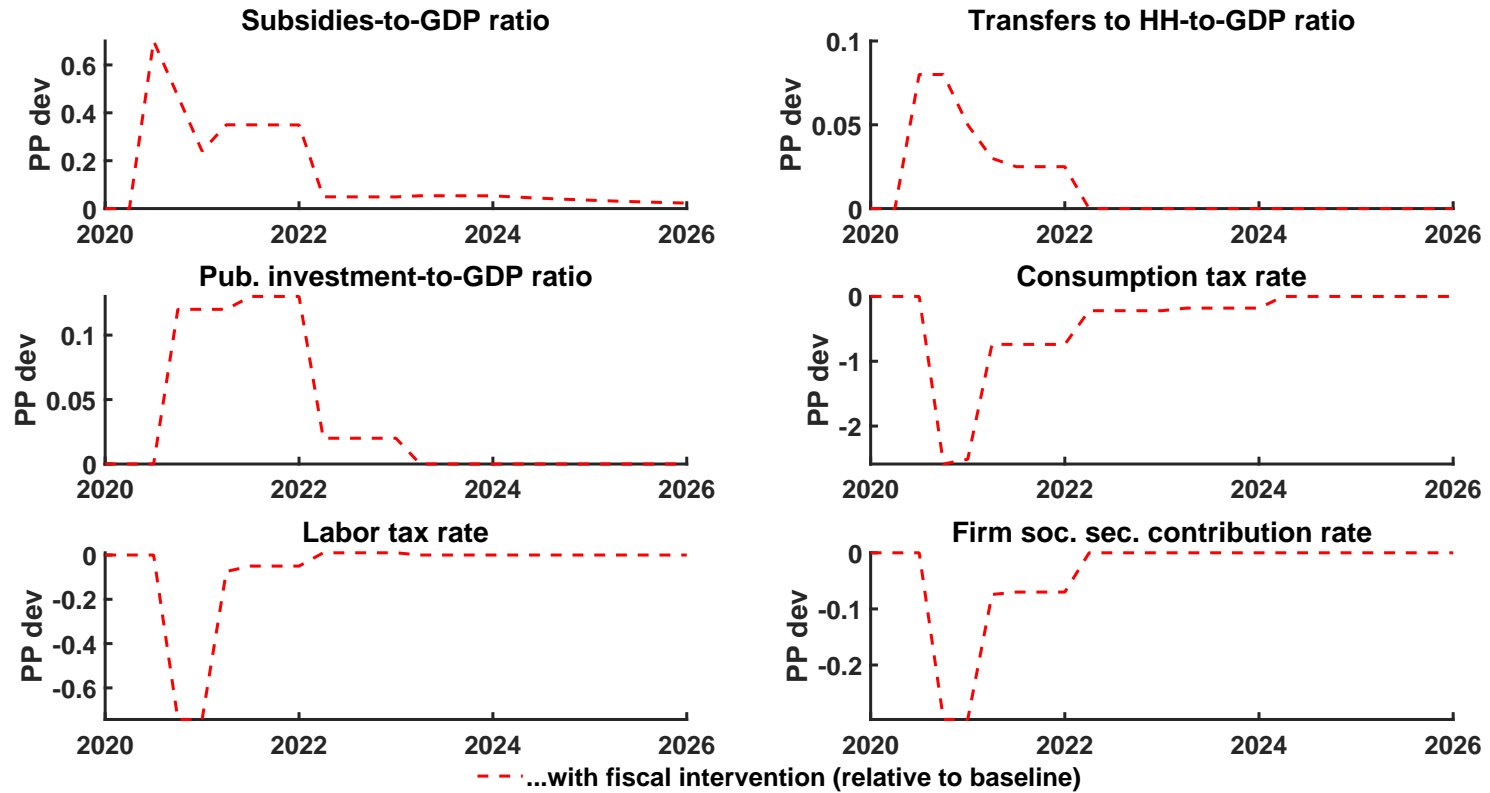 Subsidies-to-GDP ratio
PP dev
0.6
0.4
0.2
0
2020 2022 2024 2026
Transfers to HH-to-GDP ratio
PP dev
0.1
0.05
0
2020 2022 2024 2026
Pub. investment-to-GDP ratio
PP dev
0.1
0.05
0
2020 2022 2024 2026
Consumption tax rate
PP dev
0
-1
-2
2020 2022 2024 2026
Labor tax rate
PP dev
0
-0.2
-0.4
-0.6
2020 2022 2024 2026
Firm soc. sec. contribution rate
PP dev
0
-0.1
-0.2
2020 2022 2024 2026
...with fiscal intervention (relative to baseline)